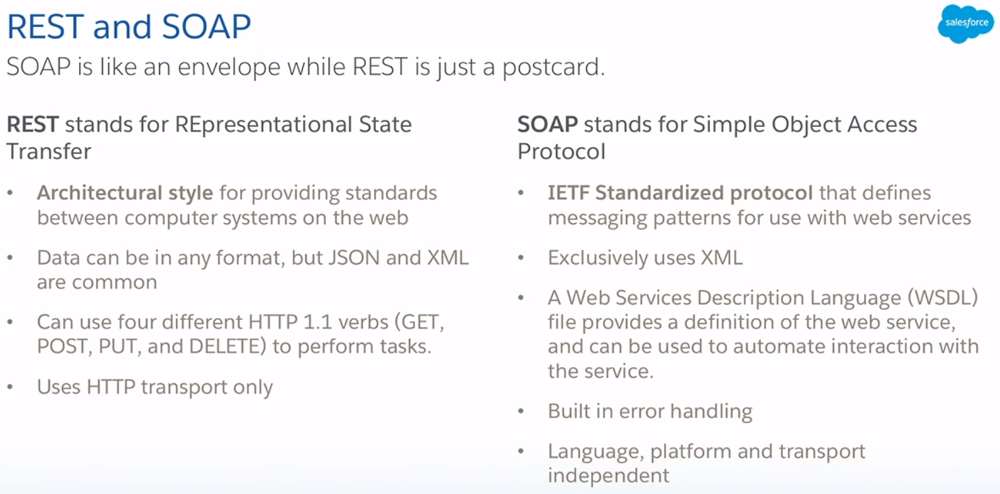 REST and SOAP
salesforce
SOAP is like an envelope while REST is just a postcard.
REST stands for REpresentational State
Transfer
• Architectural style for providing standards
between computer systems on the web
• Data can be in any format, but JSON and XML
are common
• Can use four different HTTP 1.1 verbs (GET,
POST, PUT, and DELETE) to perform tasks.
• Uses HTTP transport only
SOAP stands for Simple Object Access
Protocol
• IETF Standardized protocol that defines
messaging patterns for use with web services
• Exclusively uses XML
• A Web Services Description Language (WSDL)
file provides a definition of the web service,
and can be used to automate interaction with
the service.
• Built in error handling
• Language, platform and transport
independent